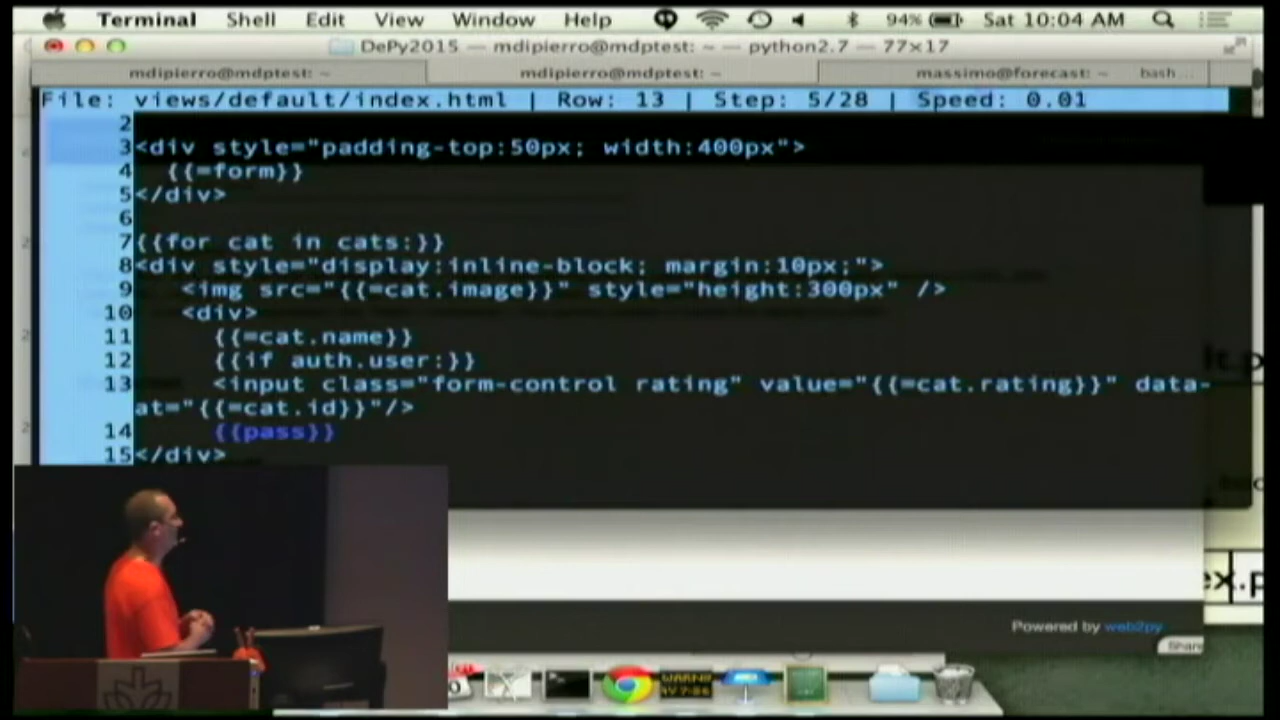 Terminal Shell Edit View Window Help 94% Sat 10:04 AM
DePy2015 — mdipierro@mdptest: ~ — python2.7 — 77×17
mdipierro@mdptest: ~ mdipierro@mdptest: ~ massimo@forecast: ~ bash
File: views/default/index.html | Row: 13 | Step: 5/28 | Speed: 0.01
2
3<div style="padding-top:50px; width:400px">
4 {{=form}}
5</div>
6
7{{for cat in cats:}}
8<div style="display:inline-block; margin:10px;">
9 <img src="{{=cat.image}}" style="height:300px" />
10 <div>
11 {{=cat.name}}
12 {{if auth.user:}}
13 <input class="form-control rating" value="{{=cat.rating}}" data-
at="{{=cat.id}}"/>
14 {{pass}}
15</div>
Powered by web2py
Share